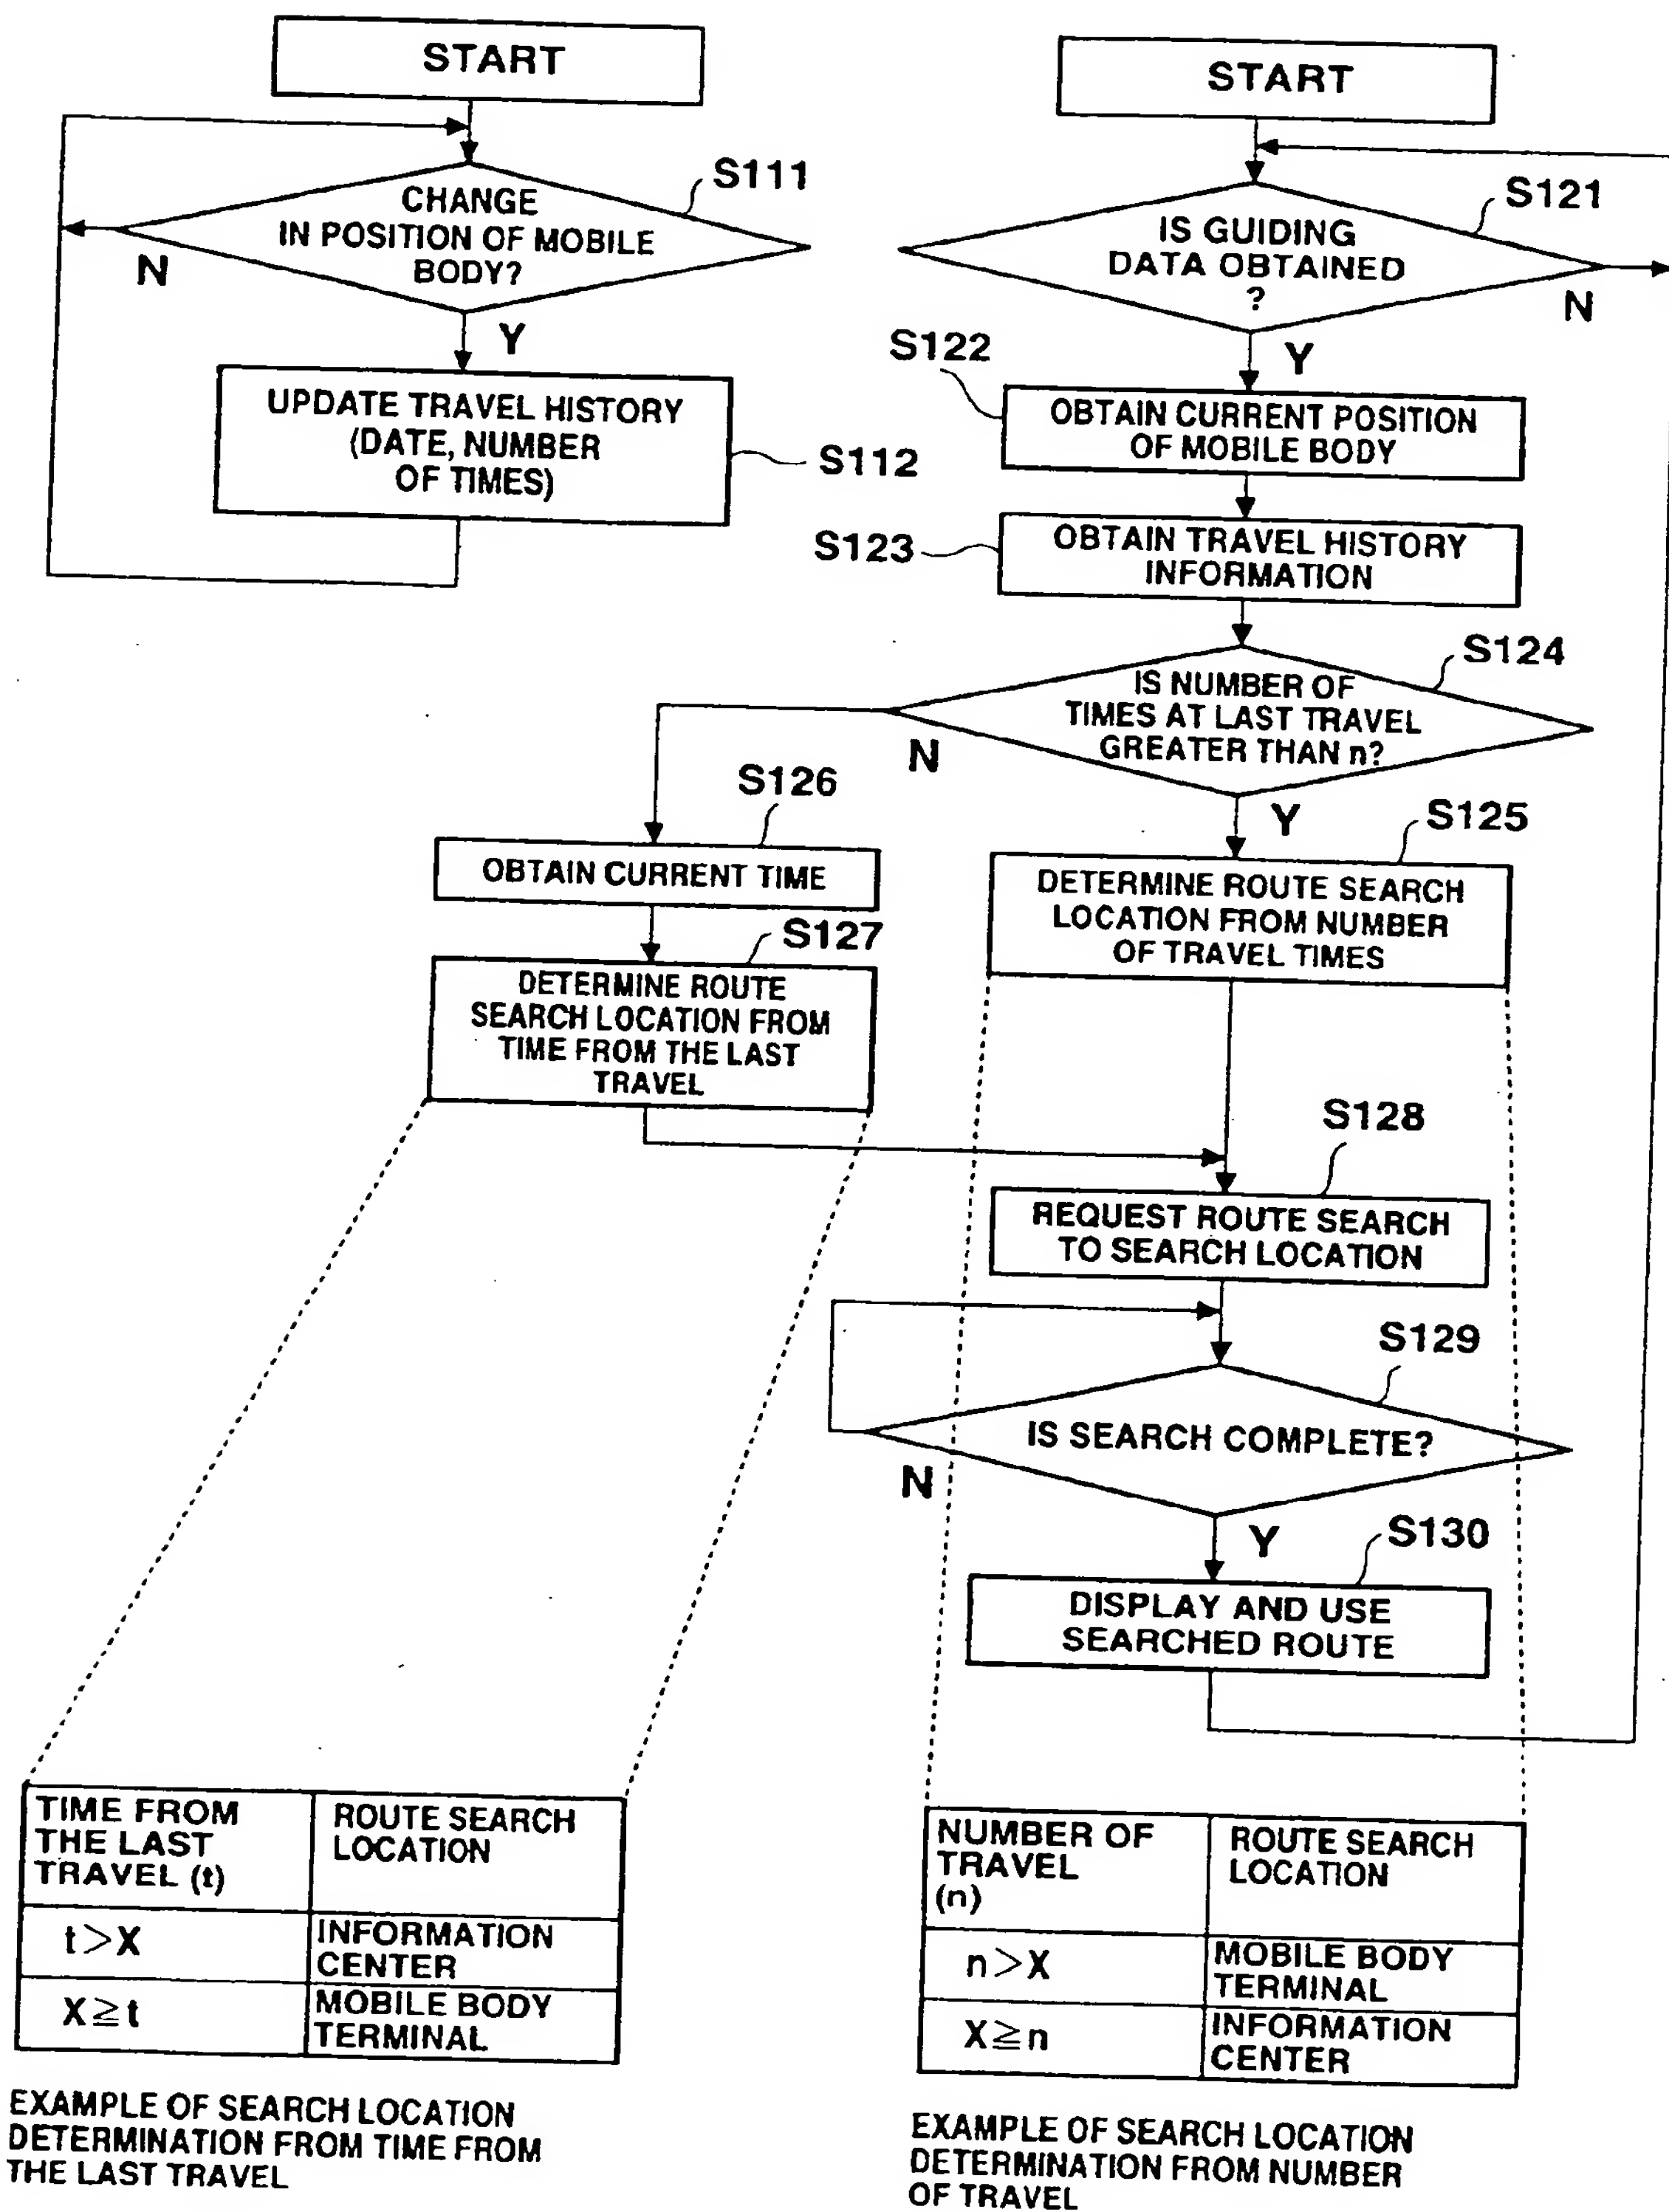 START
CHANGE
IN POSITION OF MOBILE
BODY?
S111
N
Y
UPDATE TRAVEL HISTORY
(DATE, NUMBER
OF TIMES)
S112
START
IS GUIDING
DATA OBTAINED
?
S121
N
Y
S122
OBTAIN CURRENT POSITION
OF MOBILE BODY
S123
OBTAIN TRAVEL HISTORY
INFORMATION
S124
IS NUMBER OF
TIMES AT LAST TRAVEL
GREATER THAN n?
N
Y
S126
OBTAIN CURRENT TIME
S127
DETERMINE ROUTE
SEARCH LOCATION FROM
TIME FROM THE LAST
TRAVEL
S125
DETERMINE ROUTE SEARCH
LOCATION FROM NUMBER
OF TRAVEL TIMES
S128
REQUEST ROUTE SEARCH
TO SEARCH LOCATION
S129
IS SEARCH COMPLETE?
N
Y
S130
DISPLAY AND USE
SEARCHED ROUTE
TIME FROM
THE LAST
TRAVEL (t)
ROUTE SEARCH
LOCATION
t>X
INFORMATION
CENTER
X≧t
MOBILE BODY
TERMINAL
EXAMPLE OF SEARCH LOCATION
DETERMINATION FROM TIME FROM
THE LAST TRAVEL
NUMBER OF
TRAVEL
(n)
ROUTE SEARCH
LOCATION
n>X
MOBILE BODY
TERMINAL
X≧n
INFORMATION
CENTER
EXAMPLE OF SEARCH LOCATION
DETERMINATION FROM NUMBER
OF TRAVEL